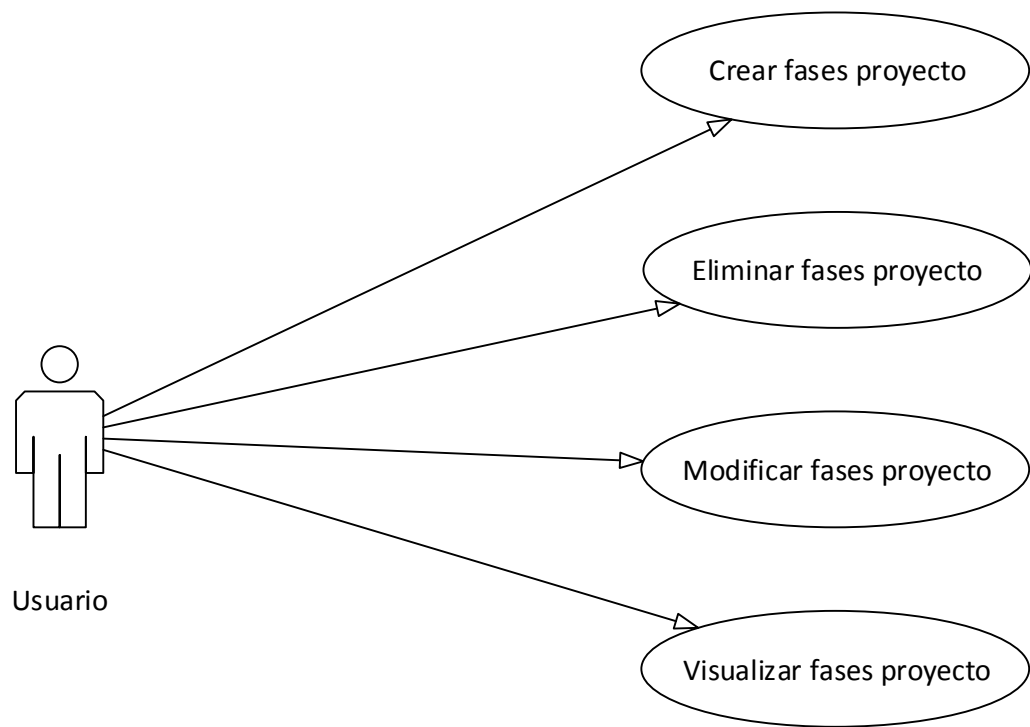 Crear fases proyecto
Eliminar fases proyecto
Modificar fases proyecto
Usuario
Visualizar fases proyecto